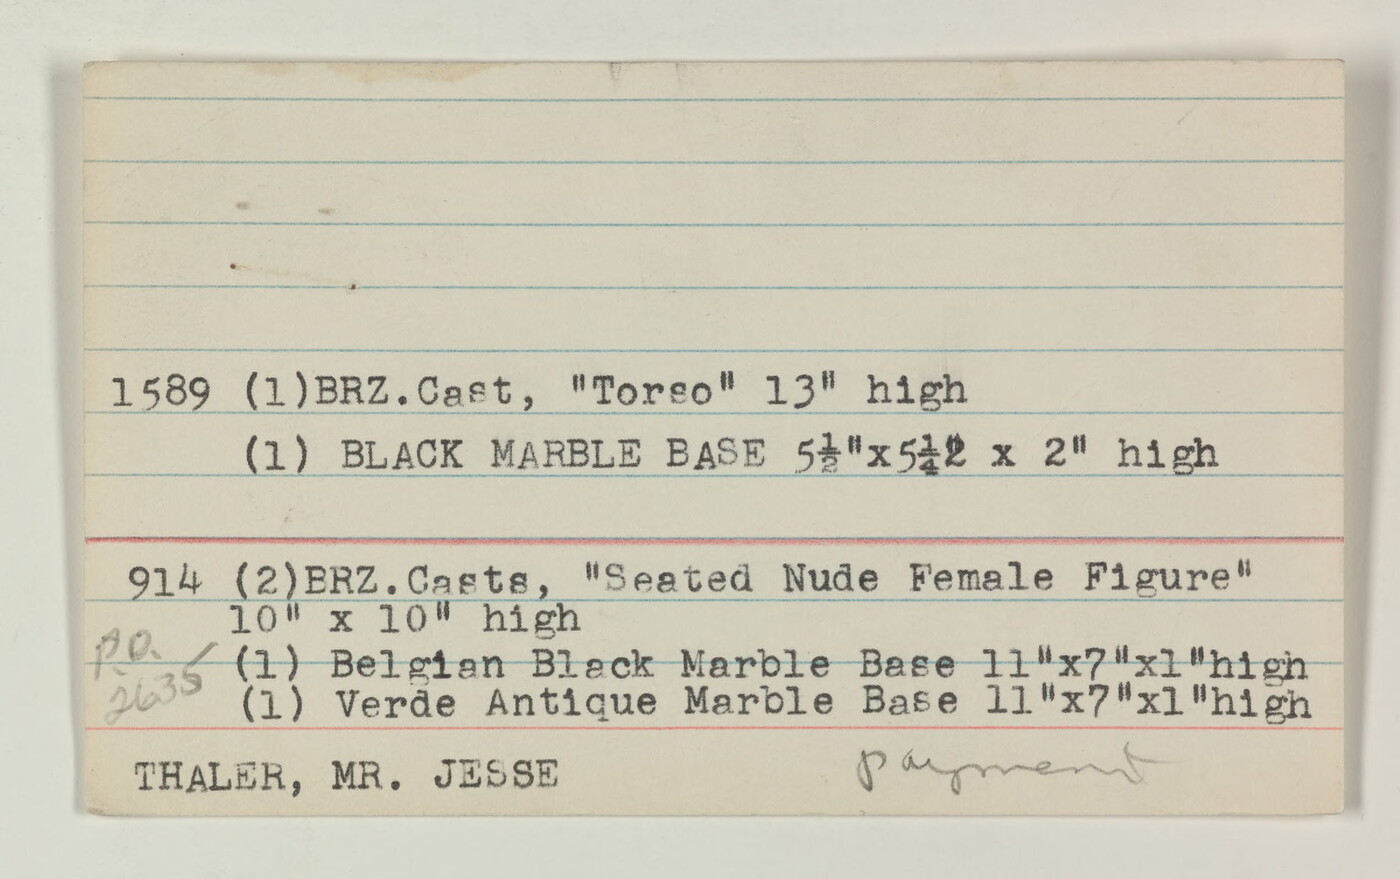 1589 (1)BRZ.Cast, "Torso" 13" high
(1) BLACK MARBLE BASE 5½"x5¼" x 2" high
914 (2)BRZ.Casts, "Seated Nude Female Figure"
10" x 10" high
P.O.
2635
(1) Belgian Black Marble Base 11"x7"x1"high
(1) Verde Antique Marble Base 11"x7"x1"high
THALER, MR. JESSE
payment